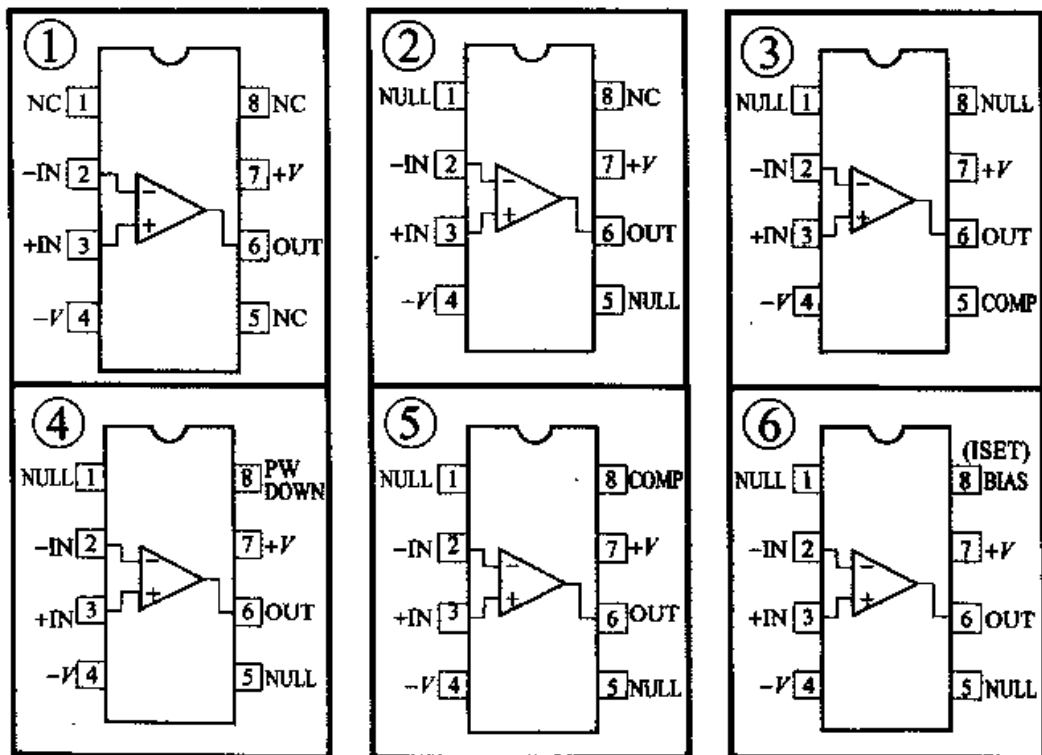 ①
NC 1 8 NC
-IN 2 7 +V
+IN 3 6 OUT
-V 4 5 NC
②
NULL 1 8 NC
-IN 2 7 +V
+IN 3 6 OUT
-V 4 5 NULL
③
NULL 1 8 NULL
-IN 2 7 +V
+IN 3 6 OUT
-V 4 5 COMP
④
NULL 1 8 PW
DOWN
-IN 2 7 +V
+IN 3 6 OUT
-V 4 5 NULL
⑤
NULL 1 8 COMP
-IN 2 7 +V
+IN 3 6 OUT
-V 4 5 NULL
⑥
(ISET)
NULL 1 8 BIAS
-IN 2 7 +V
+IN 3 6 OUT
-V 4 5 NULL